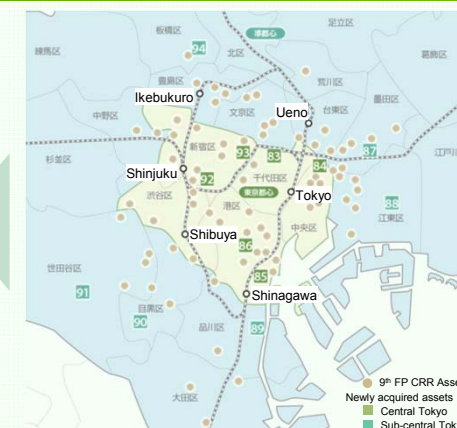 足立区
板橋区
準都心
94
北区
練馬区
葛飾区
豊島区
荒川区
Ikebukuro
墨田区
文京区
Ueno
台東区
中野区
新宿区
93
83
87
杉並区
84
江戸川
Shinjuku
92
千代田区
東京都心
Tokyo
渋谷区
港区
88
江東区
中央区
Shibuya
86
世田谷区
85
91
Shinagawa
目黒区
90
品川区
89
9th FP CRR Asse
Newly acquired assets
Central Tokyo
大田区
Sub-central Tok